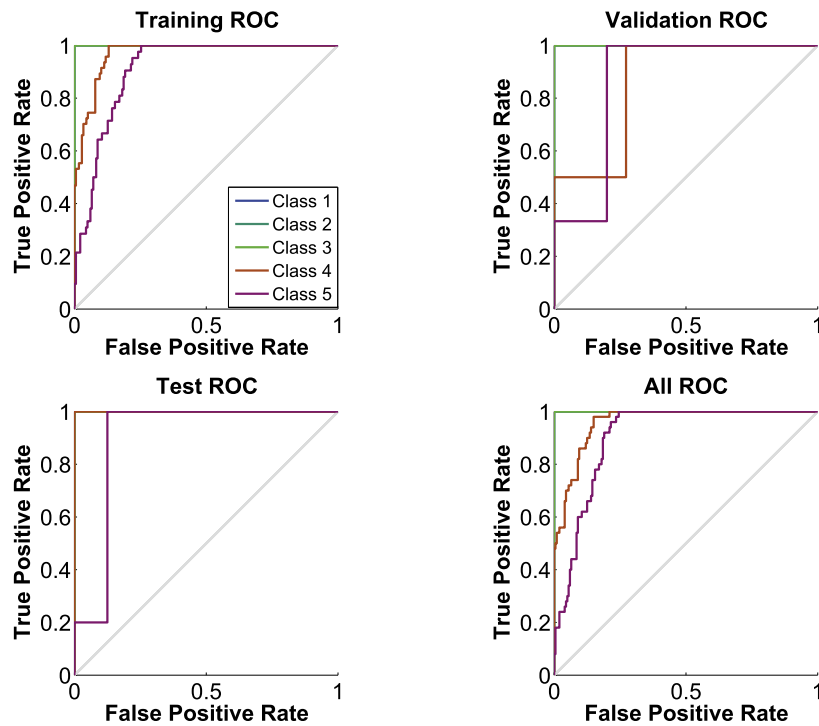 Training ROC
1
0.8
0.6
0.4
0.2
0
True Positive Rate
Class 1
Class 2
Class 3
Class 4
Class 5
0 0.5 1
False Positive Rate
Validation ROC
1
0.8
0.6
0.4
0.2
0
True Positive Rate
0 0.5 1
False Positive Rate
Test ROC
1
0.8
0.6
0.4
0.2
0
True Positive Rate
0 0.5 1
False Positive Rate
All ROC
1
0.8
0.6
0.4
0.2
0
True Positive Rate
0 0.5 1
False Positive Rate